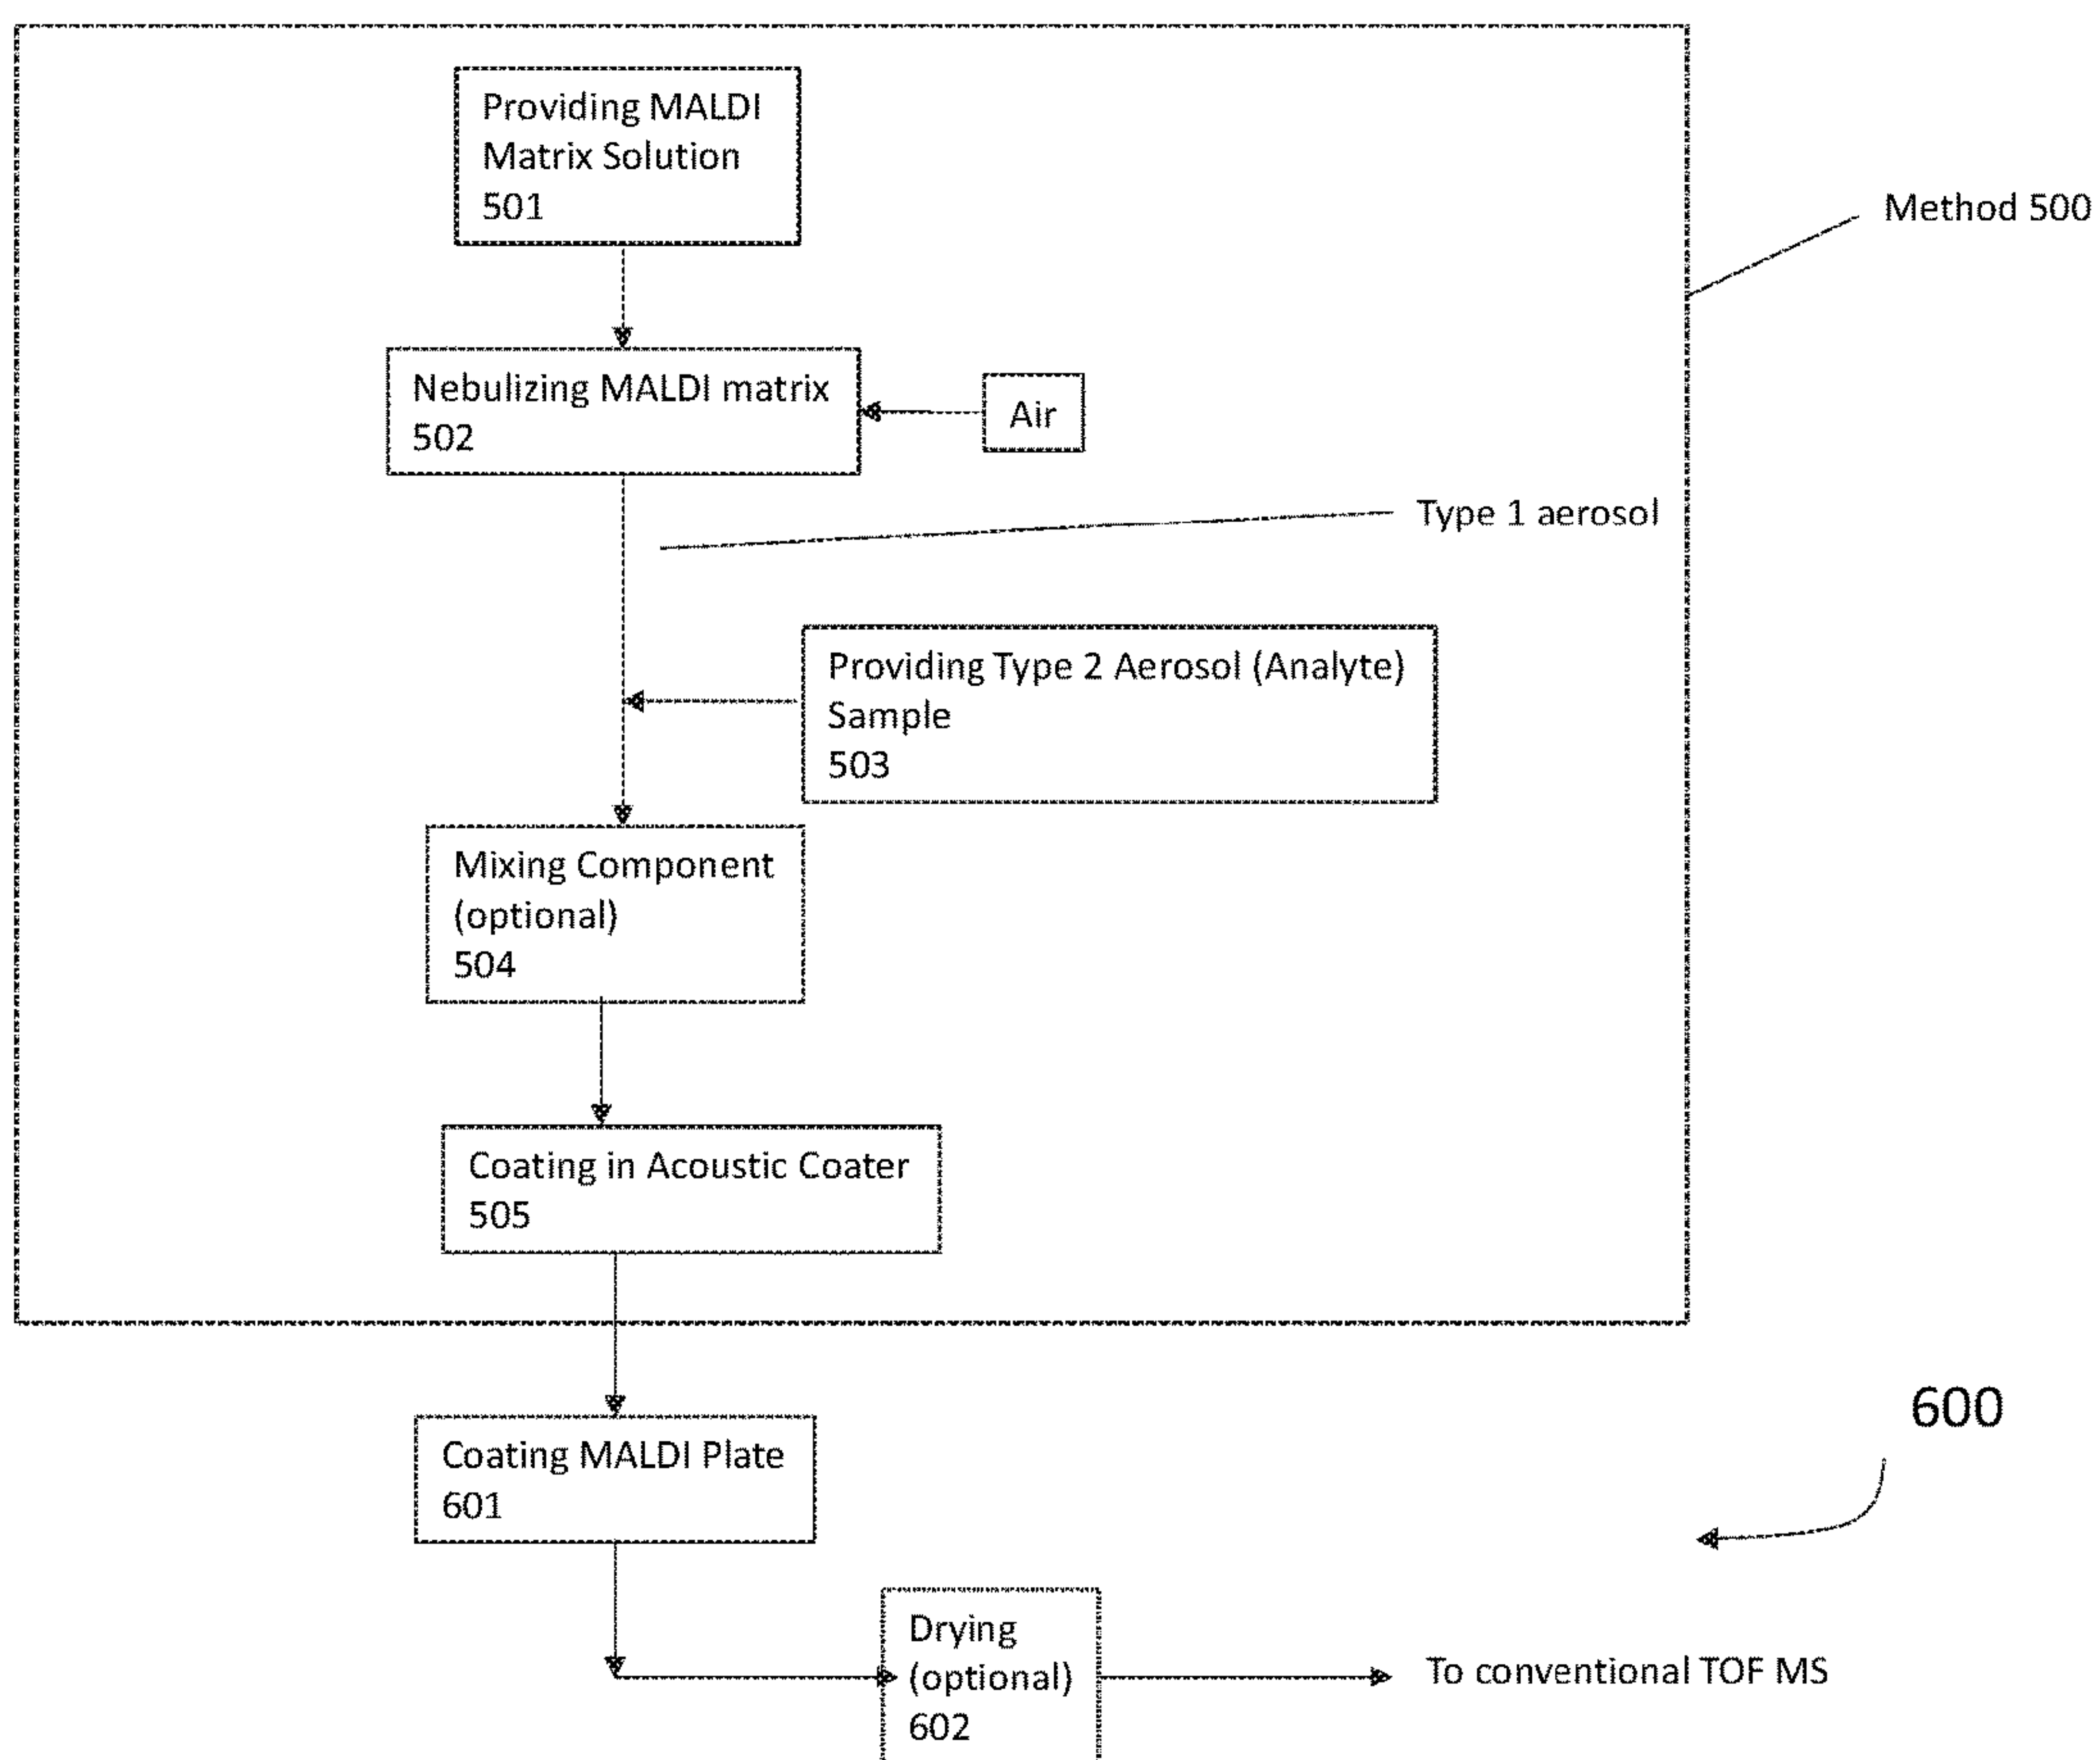 Providing MALDI
Matrix Solution
501
Method 500
Nebulizing MALDI matrix
502
Air
Type 1 aerosol
Providing Type 2 Aerosol (Analyte)
Sample
503
Mixing Component
(optional)
504
Coating in Acoustic Coater
505
600
Coating MALDI Plate
601
Drying
(optional)
602
To conventional TOF MS